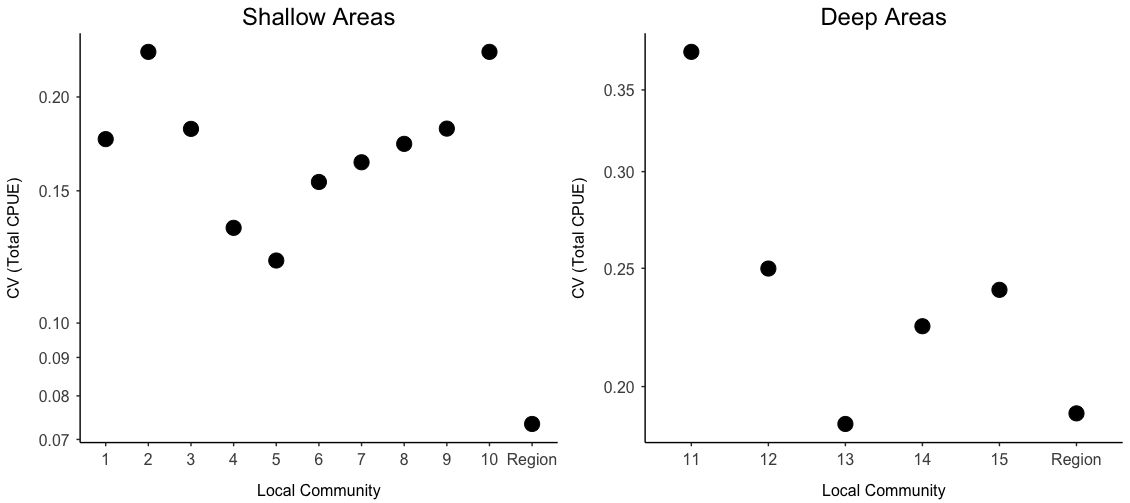 Shallow Areas
CV (Total CPUE)
0.20
0.15
0.10
0.09
0.08
0.07
1 2 3 4 5 6 7 8 9 10 Region
Local Community
Deep Areas
CV (Total CPUE)
0.35
0.30
0.25
0.20
11 12 13 14 15 Region
Local Community